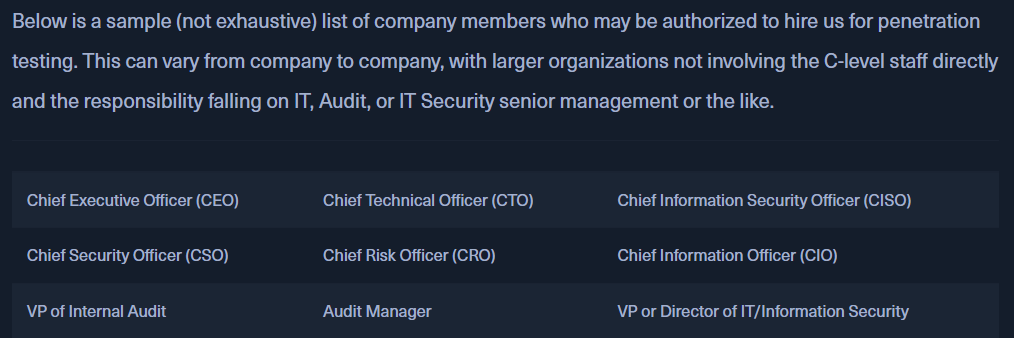 Below is a sample (not exhaustive) list of company members who may be authorized to hire us for penetration
testing. This can vary from company to company, with larger organizations not involving the C-level staff directly
and the responsibility falling on IT, Audit, or IT Security senior management or the like.
Chief Executive Officer (CEO) Chief Technical Officer (CTO) Chief Information Security Officer (CISO)
Chief Security Officer (CSO) Chief Risk Officer (CRO) Chief Information Officer (CIO)
VP of Internal Audit Audit Manager VP or Director of IT/Information Security